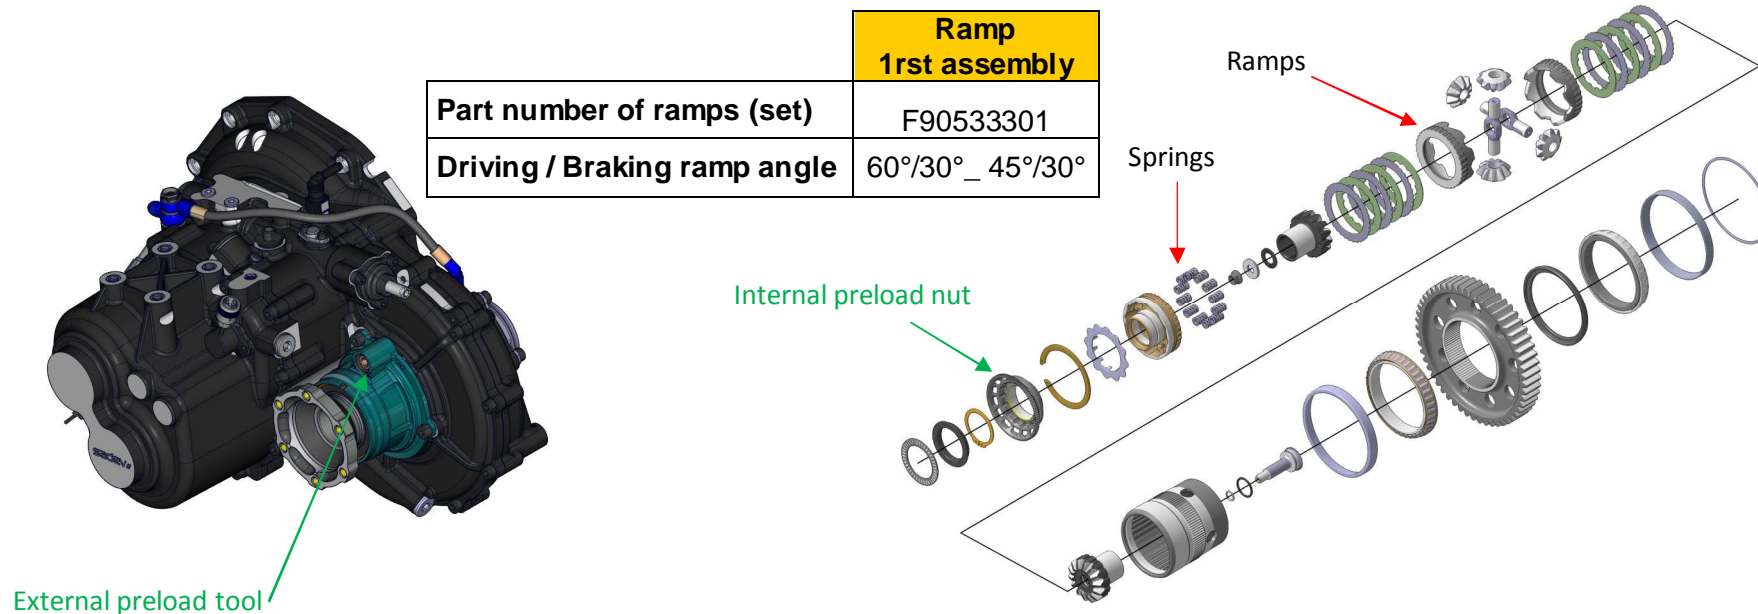 Ramp
1rst assembly
Part number of ramps (set) F90533301
Driving / Braking ramp angle 60°/30°_ 45°/30°
Ramps
Springs
Internal preload nut
External preload tool
sadev